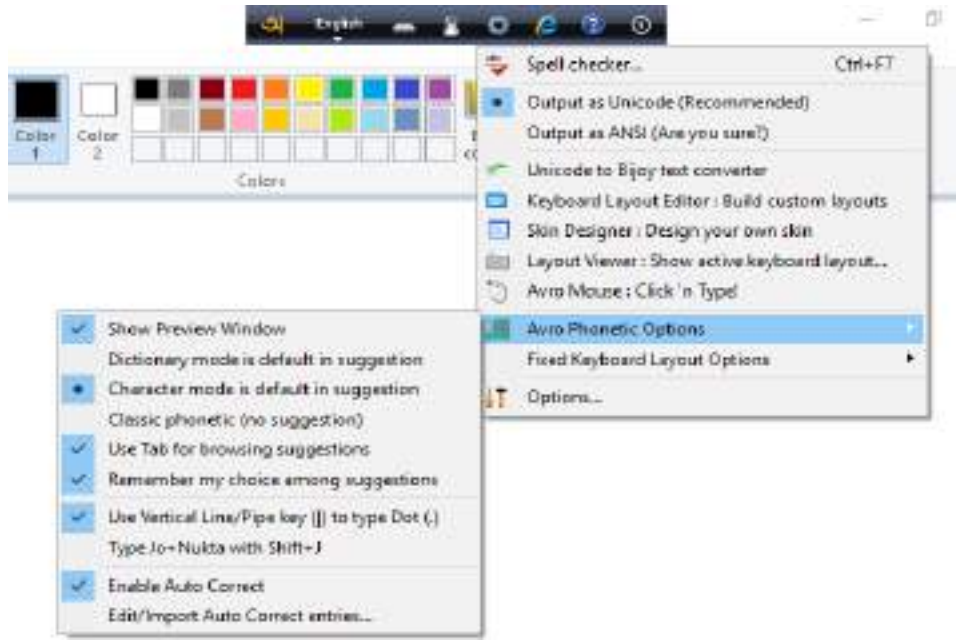 অ English
Spell checker... Ctrl+F7
Output as Unicode (Recommended)
Output as ANSI (Are you sure?)
Unicode to Bijoy text converter
Keyboard Layout Editor : Build custom layouts
Skin Designer : Design your own skin
Layout Viewer : Show active keyboard layout...
Avro Mouse : Click 'n Type!
Avro Phonetic Options
Fixed Keyboard Layout Options
Options...
Color
1
Color
2
Colors
Show Preview Window
Dictionary mode is default in suggestion
Character mode is default in suggestion
Classic phonetic (no suggestion)
Use Tab for browsing suggestions
Remember my choice among suggestions
Use Vertical Line/Pipe key (|) to type Dot (.)
Type Jo+Nukta with Shift+J
Enable Auto Correct
Edit/Import Auto Correct entries...